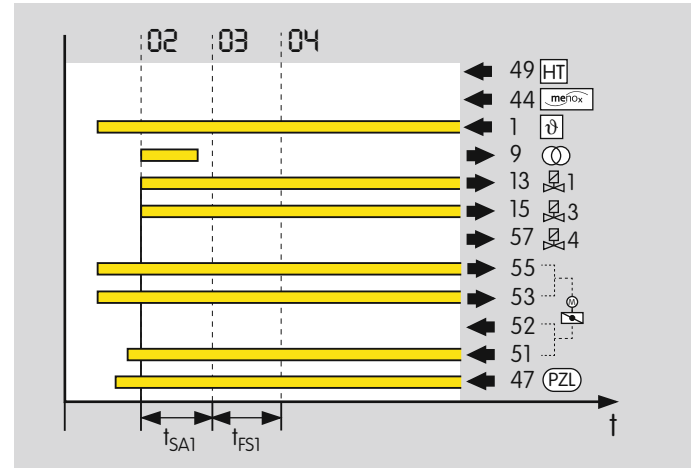 :02 :03 :04
49 HT
44 menox
1 ϑ
9
13 1
15 3
57 4
55
53
M
52
51
47 PZL
t
tSA1 tFS1